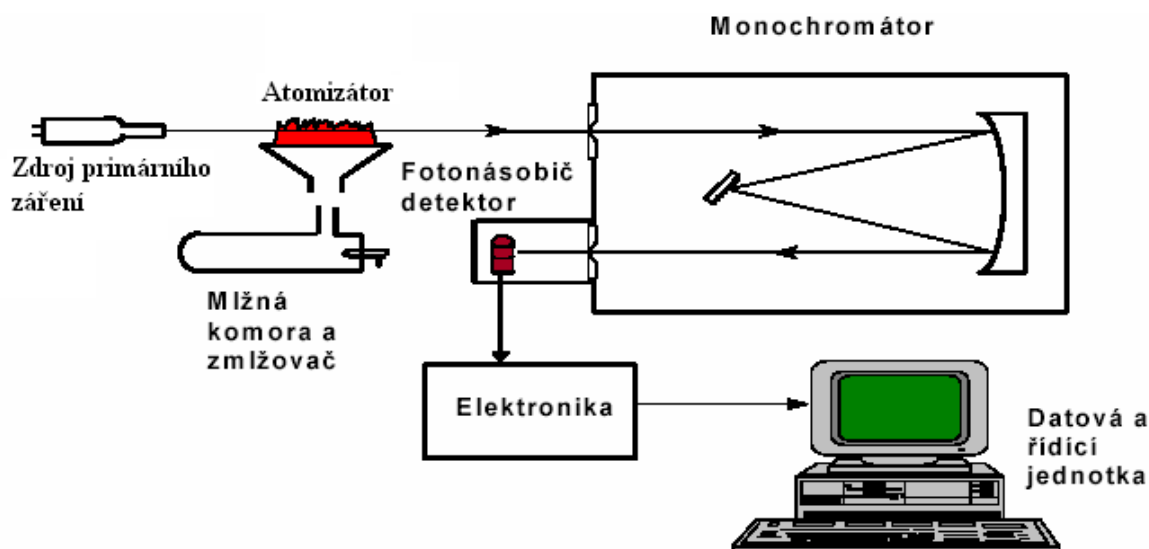 Monochromátor
Atomizátor
Zdroj primárního
záření
Fotonásobič
detektor
Mlžná
komora a
zmlžovač
Elektronika
Datová a
řídicí
jednotka